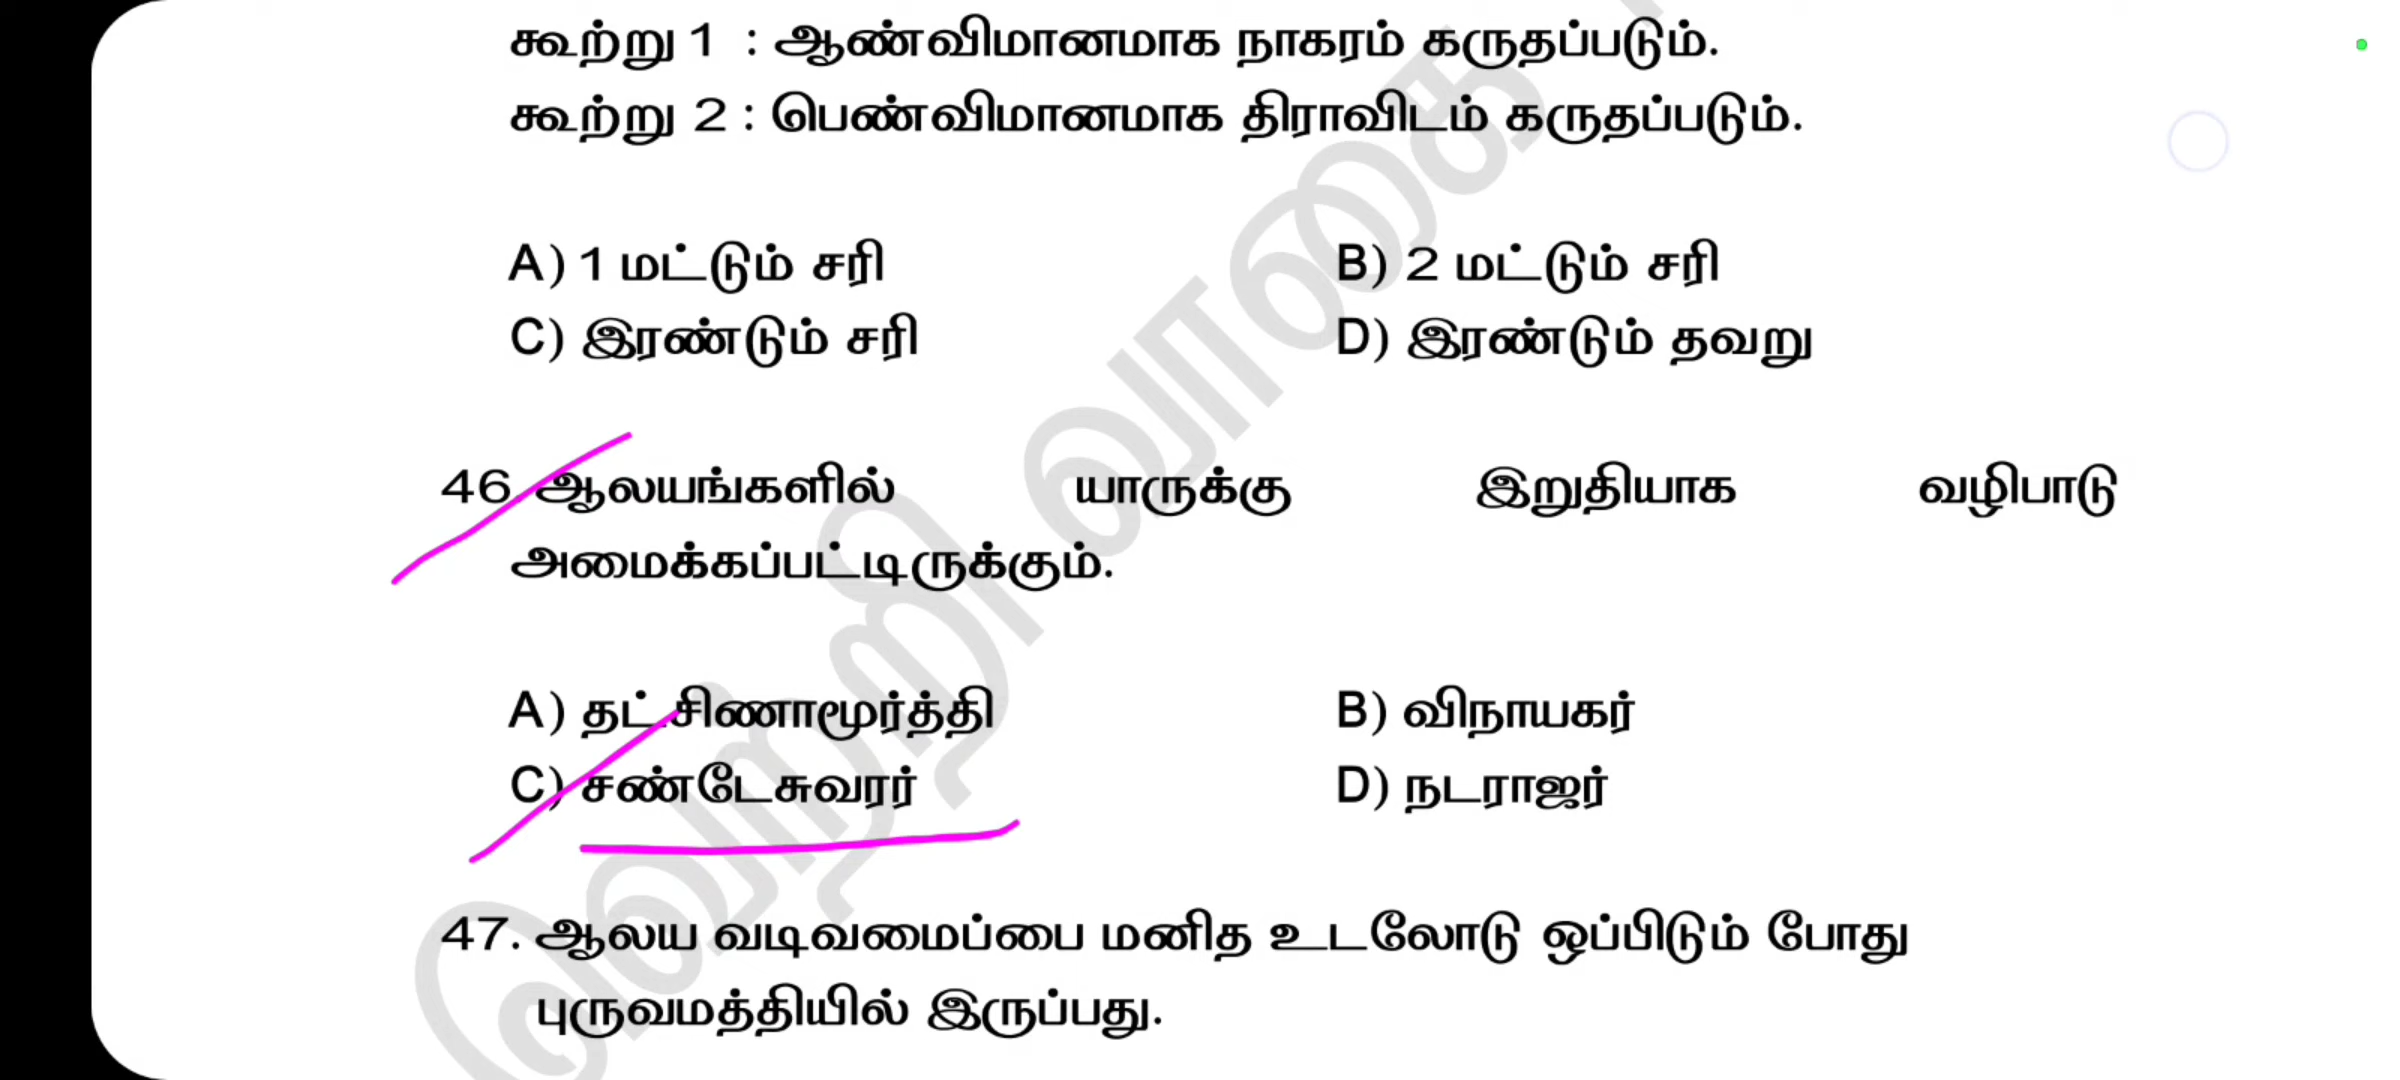 கூற்று 1 : ஆண்விமானமாக நாகரம் கருதப்படும்.
கூற்று 2 : பெண்விமானமாக திராவிடம் கருதப்படும்.
A) 1 மட்டும் சரி B) 2 மட்டும் சரி
C) இரண்டும் சரி D) இரண்டும் தவறு
46. ஆலயங்களில் யாருக்கு இறுதியாக வழிபாடு
அமைக்கப்பட்டிருக்கும்.
A) தட்சிணாமூர்த்தி B) விநாயகர்
C) சண்டேசுவரர் D) நடராஜர்
47. ஆலய வடிவமைப்பை மனித உடலோடு ஒப்பிடும் போது
புருவமத்தியில் இருப்பது.
வெற்றி வாகை